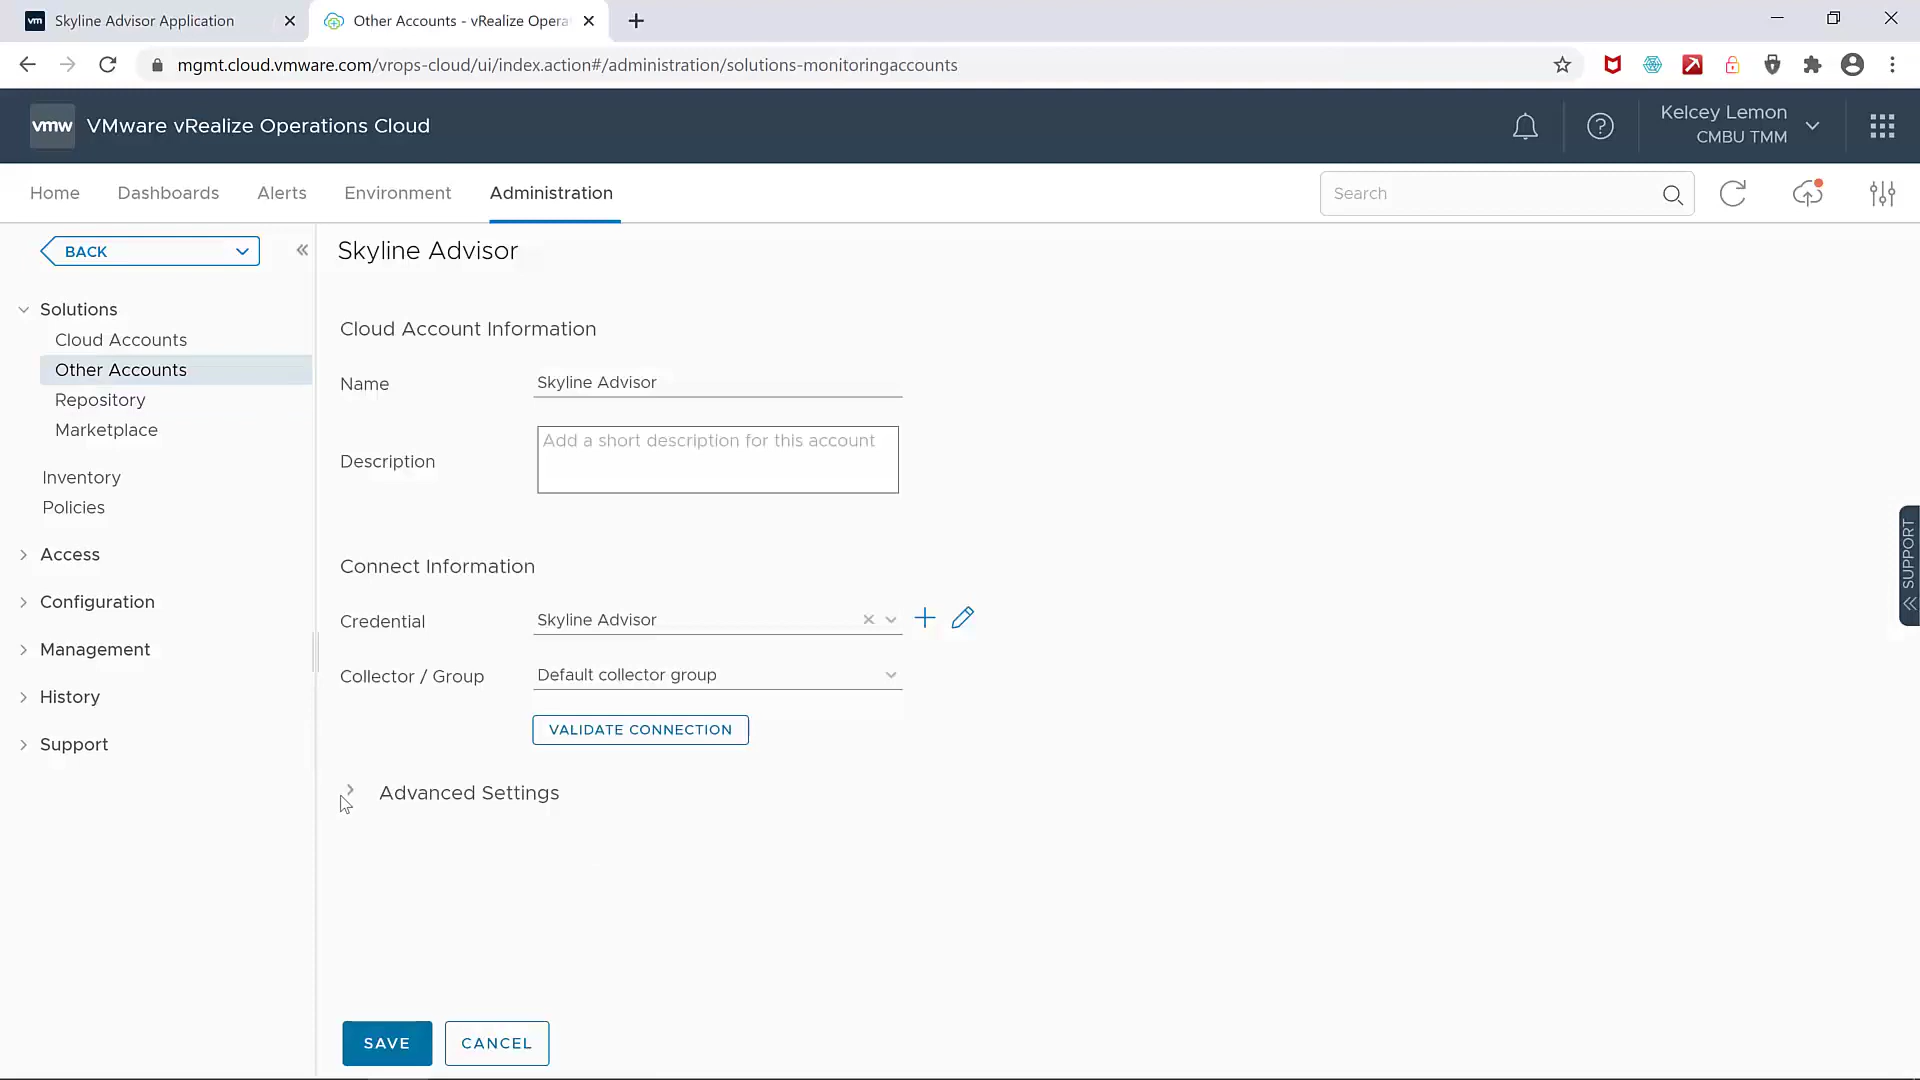 vm Skyline Advisor Application
Other Accounts - vRealize Opera
mgmt.cloud.vmware.com/vrops-cloud/ui/index.action#/administration/solutions-monitoringaccounts
vmw VMware vRealize Operations Cloud
Kelcey Lemon
CMBU TMM
Home Dashboards Alerts Environment Administration
Search
BACK
Skyline Advisor
Solutions
Cloud Accounts
Other Accounts
Repository
Marketplace
Inventory
Policies
Access
Configuration
Management
History
Support
Cloud Account Information
Name Skyline Advisor
Description Add a short description for this account
Connect Information
Credential Skyline Advisor
Collector / Group Default collector group
VALIDATE CONNECTION
Advanced Settings
SAVE CANCEL
SUPPORT